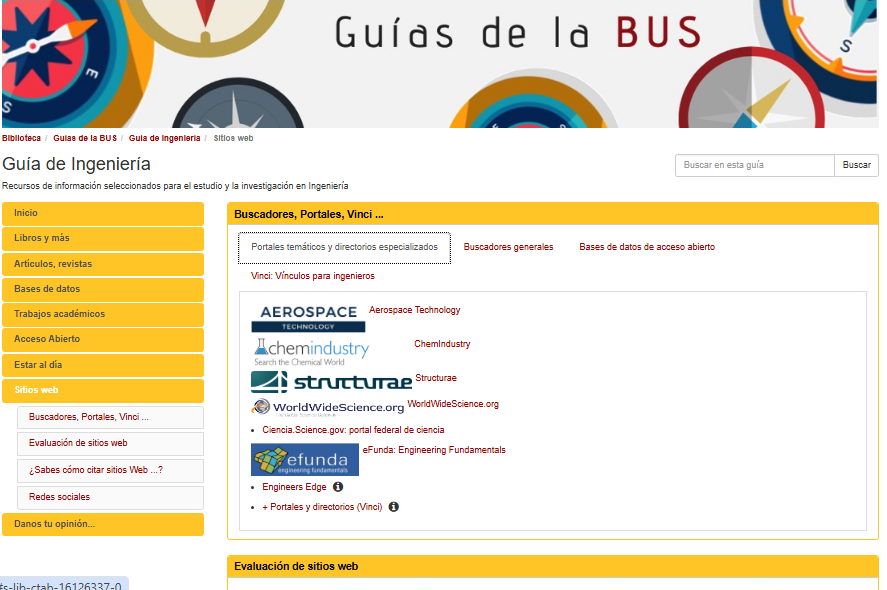 Guías de la BUS
Biblioteca / Guías de la BUS / Guía de Ingeniería / Sitios web
Guía de Ingeniería
Buscar en esta guía Buscar
Recursos de información seleccionados para el estudio y la investigación en Ingeniería
Inicio
Libros y más
Artículos, revistas
Bases de datos
Trabajos académicos
Acceso Abierto
Estar al día
Sitios web
Buscadores, Portales, Vinci ...
Evaluación de sitios web
¿Sabes cómo citar sitios Web ...?
Redes sociales
Danos tu opinión...
Buscadores, Portales, Vinci ...
Portales temáticos y directorios especializados Buscadores generales Bases de datos de acceso abierto
Vinci: Vínculos para ingenieros
AEROSPACE TECHNOLOGY Aerospace Technology
chemindustry ChemIndustry
Search the Chemical World
structurae Structurae
WorldWideScience.org WorldWideScience.org
Ciencia.Science.gov: portal federal de ciencia
efunda eFunda: Engineering Fundamentals
engineering fundamentals
Engineers Edge
+ Portales y directorios (Vinci)
Evaluación de sitios web
#s-lib-ctab-16126337-0